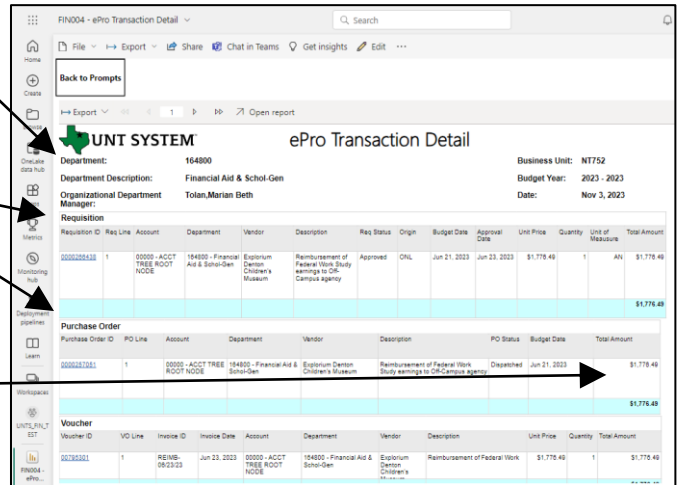 FIN004 - ePro Transaction Detail
Search
File Export Share Chat in Teams Get insights Edit ...
Home
Create
Browse
OneLake data hub
Metrics
Monitoring hub
Deployment pipelines
Learn
Workspaces
UNTS_FIN_TEST
FIN004 - ePro...
Back to Prompts
Export 1 Open report
UNT SYSTEM ePro Transaction Detail
Department: 164800 Business Unit: NT752
Department Description: Financial Aid & Schol-Gen Budget Year: 2023 - 2023
Organizational Department Manager: Tolan,Marian Beth Date: Nov 3, 2023
Requisition
Requisition ID Req Line Account Department Vendor Description Req Status Origin Budget Date Approval Date Unit Price Quantity Unit of Measusure Total Amount
00000 - ACCT TREE ROOT NODE 164800 - Financial Aid & Schol-Gen Explorium Denton Children's Museum Reimbursement of Federal Work Study earnings to Off-Campus agency Approved ONL Jun 21, 2023 Jun 23, 2023 $1,776.49 1 AN $1,776.49
$1,776.49
Purchase Order
Purchase Order ID PO Line Account Department Vendor Description PO Status Budget Date Total Amount
1 00000 - ACCT TREE ROOT NODE 164800 - Financial Aid & Schol-Gen Explorium Denton Children's Museum Reimbursement of Federal Work Study earnings to Off-Campus agency Dispatched Jun 21, 2023 $1,776.49
$1,776.49
Voucher
Voucher ID VO Line Invoice ID Invoice Date Account Department Vendor Description Unit Price Quantity Total Amount
00795301 1 REIMB-06/23/23 Jun 23, 2023 00000 - ACCT TREE ROOT NODE 164800 - Financial Aid & Schol-Gen Explorium Denton Children's Reimbursement of Federal Work $1,776.49 1 $1,776.49